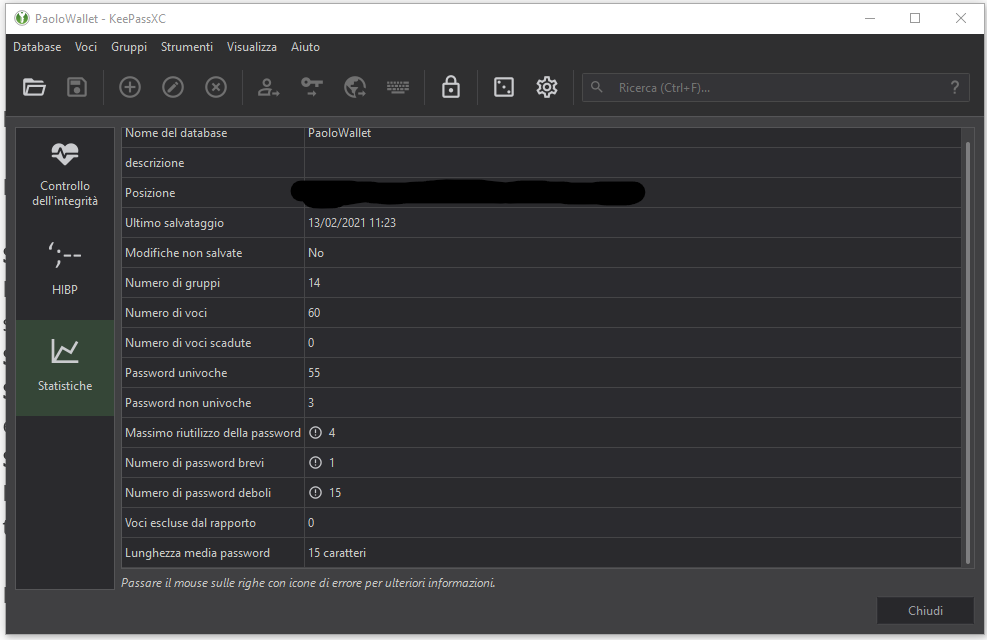 PaoloWallet - KeePassXC
Database Voci Gruppi Strumenti Visualizza Aiuto
Ricerca (Ctrl+F)... ?
Controllo
dell'integrità
HIBP
Statistiche
Nome del database PaoloWallet
descrizione
Posizione
Ultimo salvataggio 13/02/2021 11:23
Modifiche non salvate No
Numero di gruppi 14
Numero di voci 60
Numero di voci scadute 0
Password univoche 55
Password non univoche 3
Massimo riutilizzo della password 4
Numero di password brevi 1
Numero di password deboli 15
Voci escluse dal rapporto 0
Lunghezza media password 15 caratteri
Passare il mouse sulle righe con icone di errore per ulteriori informazioni.
Chiudi